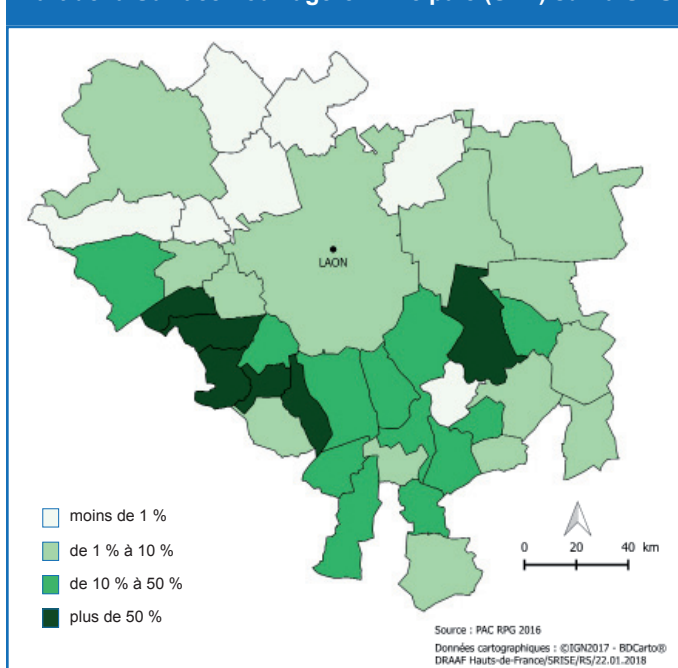 LAON
moins de 1 %
de 1 % à 10 %
de 10 % à 50 %
plus de 50 %
0 20 40 km
Source : PAC RPG 2016
Données cartographiques : ©IGN2017 - BDCarto®
DRAAF Hauts-de-France/SRISE/RS/22.01.2018